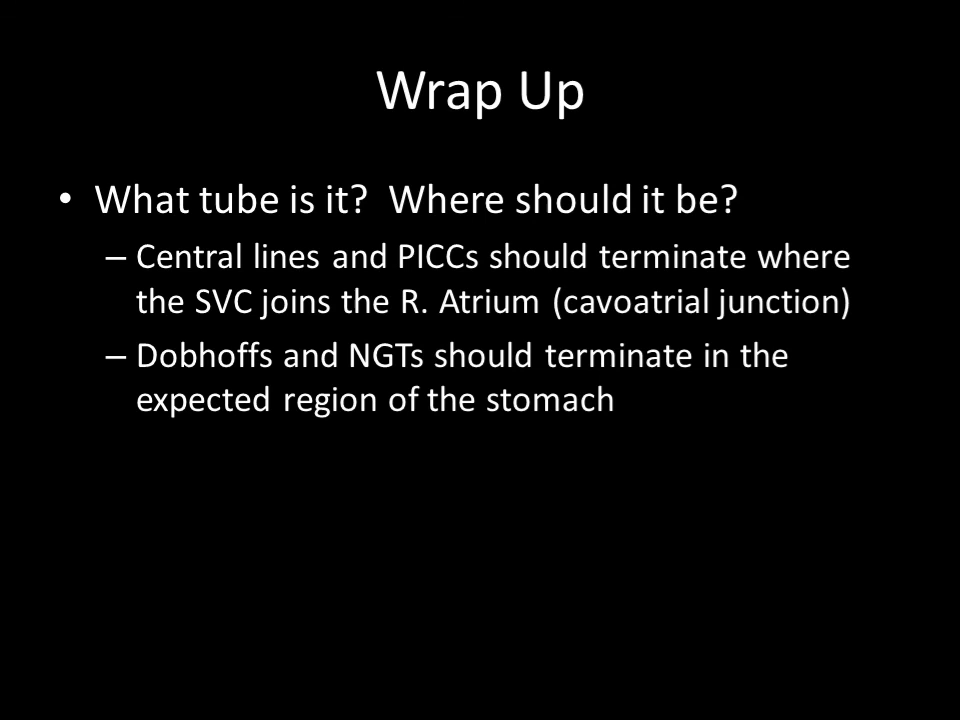 Wrap Up
• What tube is it?  Where should it be?
– Central lines and PICCs should terminate where
the SVC joins the R. Atrium (cavoatrial junction)
– Dobhoffs and NGTs should terminate in the
expected region of the stomach